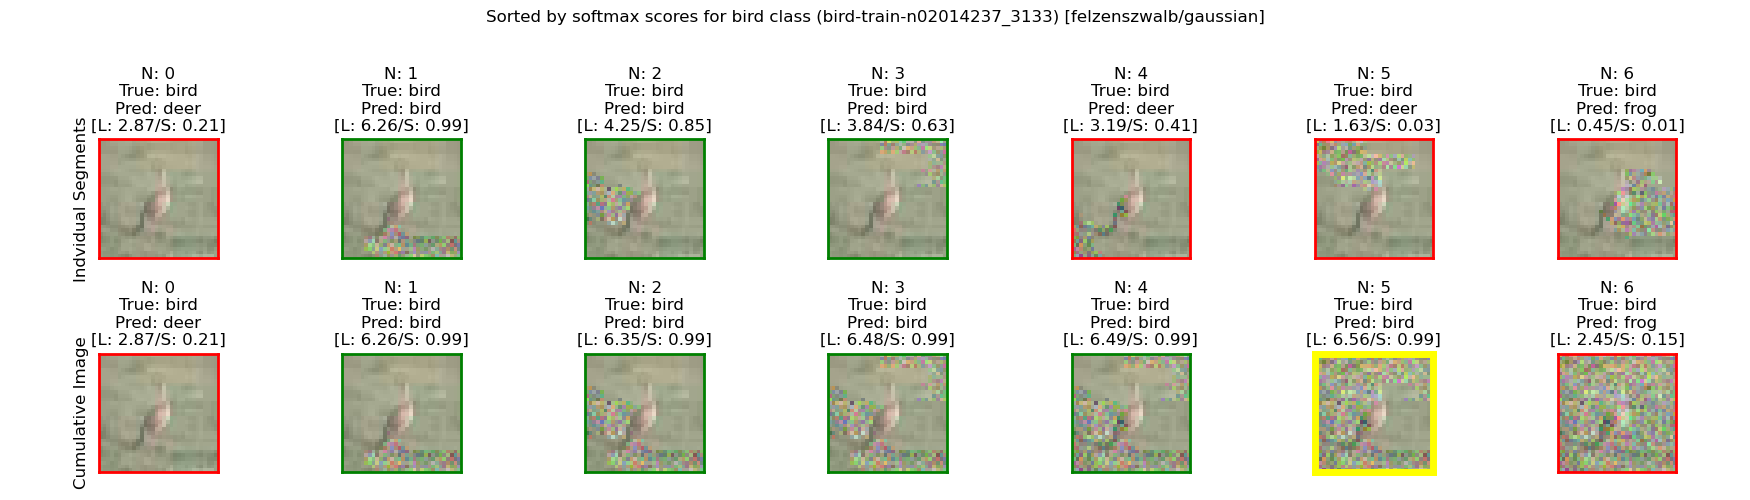 Sorted by softmax scores for bird class (bird-train-n02014237_3133) [felzenszwalb/gaussian]
Indvidual Segments
N: 0
True: bird
Pred: deer
[L: 2.87/S: 0.21]
N: 1
True: bird
Pred: bird
[L: 6.26/S: 0.99]
N: 2
True: bird
Pred: bird
[L: 4.25/S: 0.85]
N: 3
True: bird
Pred: bird
[L: 3.84/S: 0.63]
N: 4
True: bird
Pred: deer
[L: 3.19/S: 0.41]
N: 5
True: bird
Pred: deer
[L: 1.63/S: 0.03]
N: 6
True: bird
Pred: frog
[L: 0.45/S: 0.01]
Cumulative Image
N: 0
True: bird
Pred: deer
[L: 2.87/S: 0.21]
N: 1
True: bird
Pred: bird
[L: 6.26/S: 0.99]
N: 2
True: bird
Pred: bird
[L: 6.35/S: 0.99]
N: 3
True: bird
Pred: bird
[L: 6.48/S: 0.99]
N: 4
True: bird
Pred: bird
[L: 6.49/S: 0.99]
N: 5
True: bird
Pred: bird
[L: 6.56/S: 0.99]
N: 6
True: bird
Pred: frog
[L: 2.45/S: 0.15]